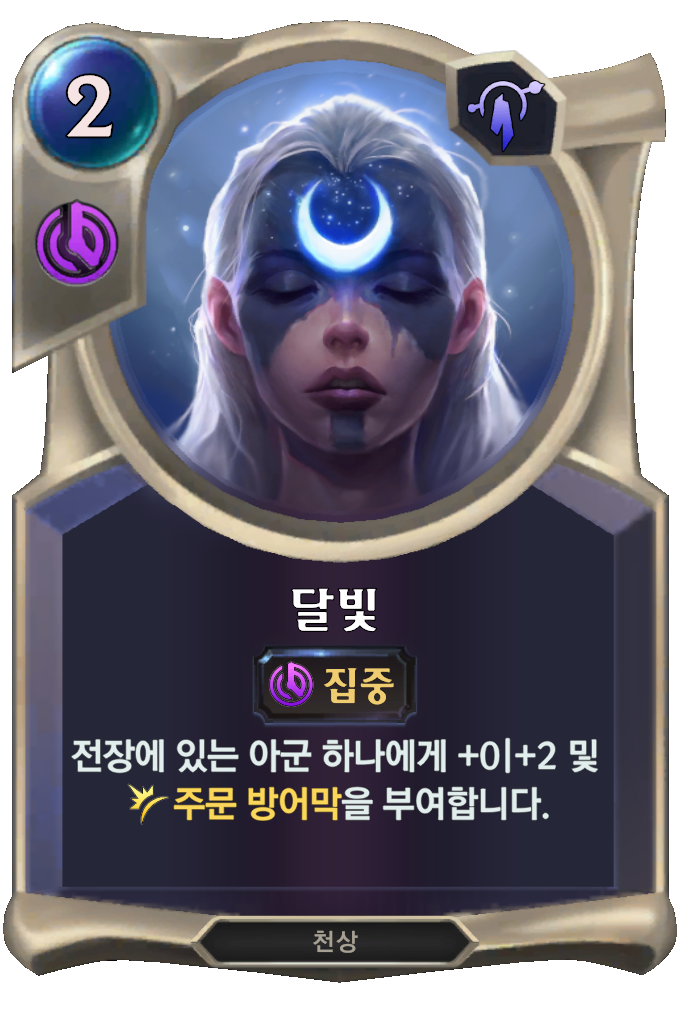 2
달빛
집중
전장에 있는 아군 하나에게 +0|+2 및
주문 방어막을 부여합니다.
천상